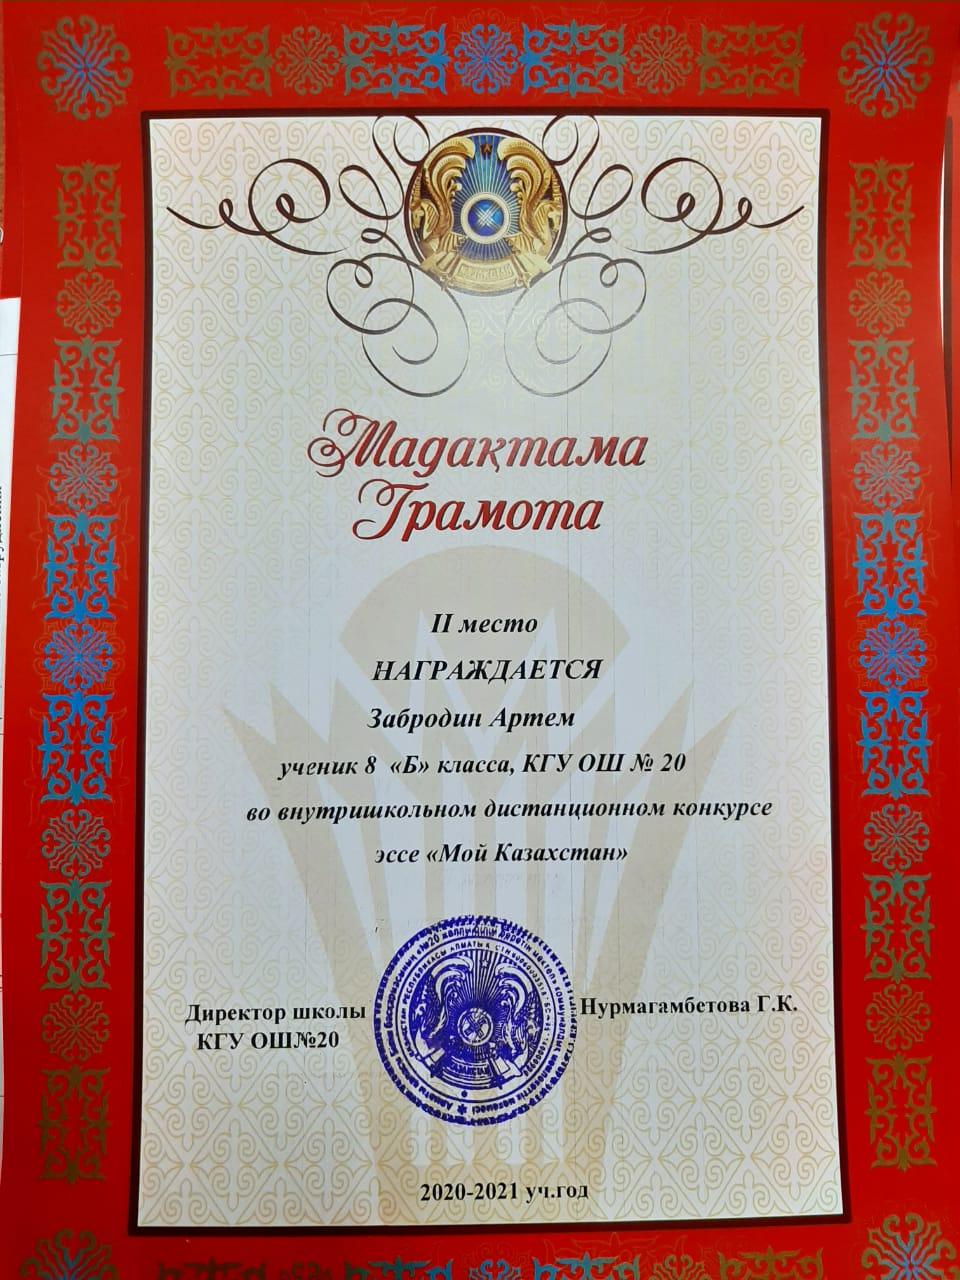 ҚАЗАҚСТАН
Мадақтама
Грамота
II место
НАГРАЖДАЕТСЯ
Забродин Артем
ученик 8 «Б» класса, КГУ ОШ № 20
во внутришкольном дистанционном конкурсе
эссе «Мой Казахстан»
Директор школы
КГУ ОШ№20
Нурмагамбетова Г.К.
2020-2021 уч.год